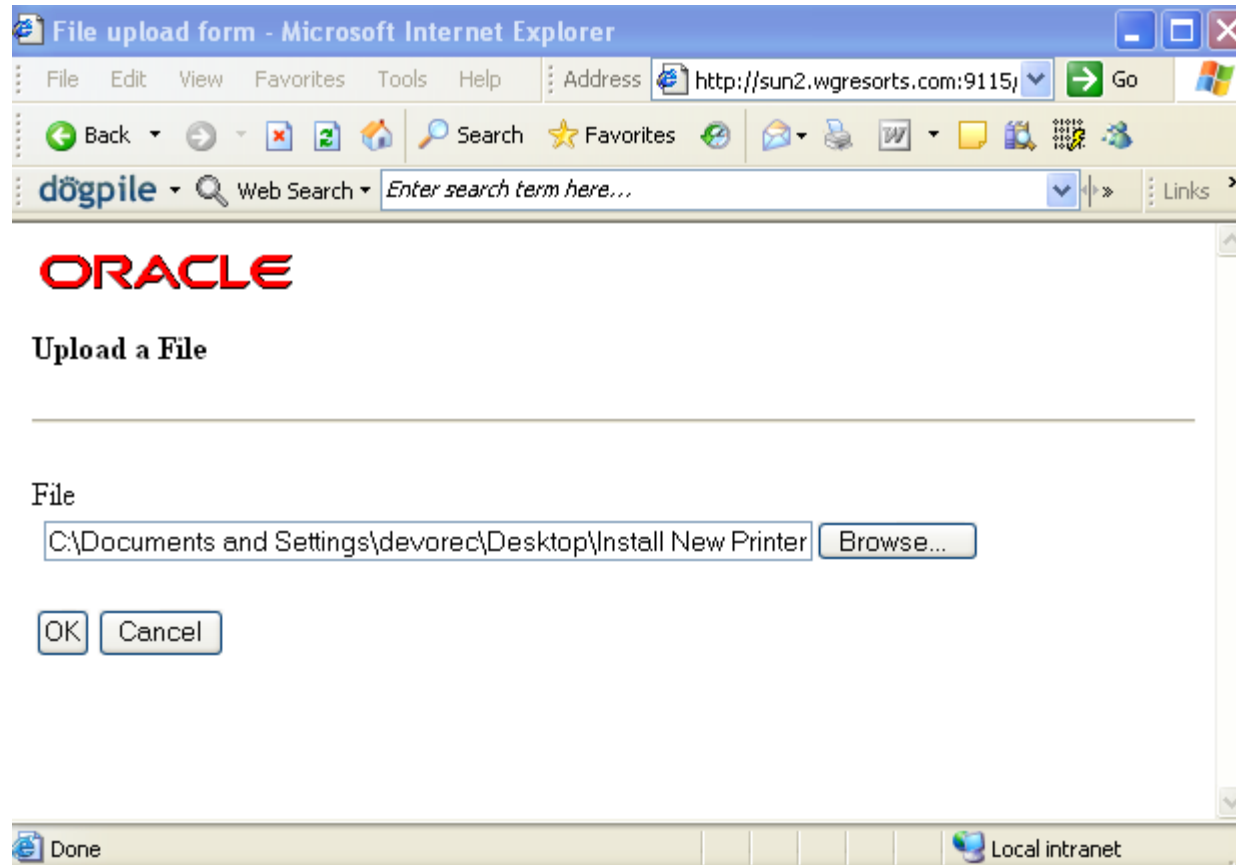 File upload form - Microsoft Internet Explorer
File Edit View Favorites Tools Help Address http://sun2.wgresorts.com:9115/ Go
Back Search Favorites
dogpile Web Search Enter search term here... » Links »
ORACLE
Upload a File
File
C:\Documents and Settings\devorec\Desktop\Install New Printer Browse...
OK Cancel
Done Local intranet